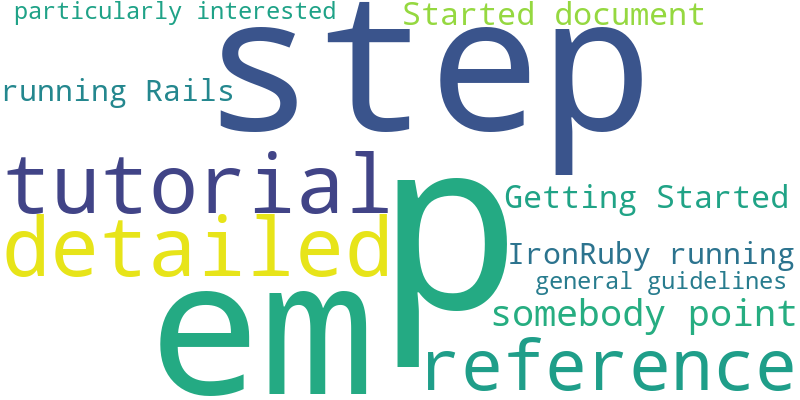 particularly interested
Started document
step
running Rails
tutorial
p
Getting Started
detailed
IronRuby running
general guidelines
em
somebody point
reference